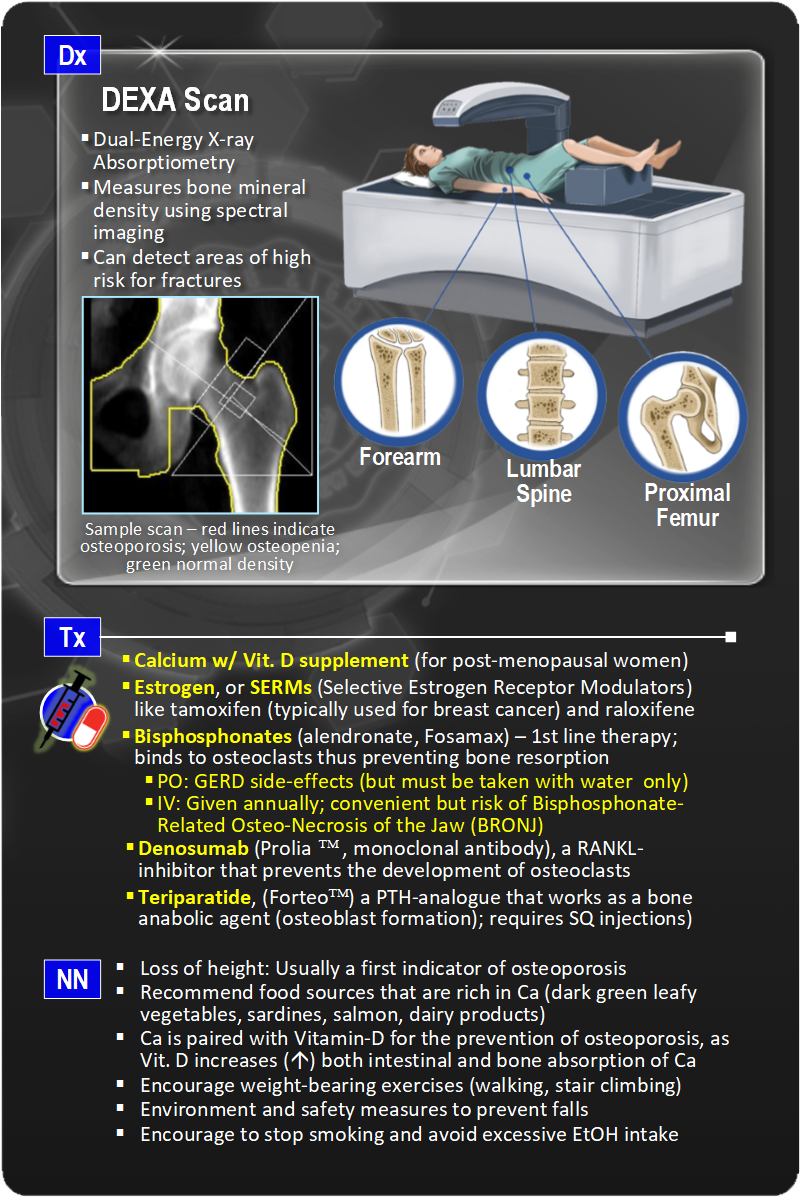 Dx
DEXA Scan
▪ Dual-Energy X-ray
Absorptiometry
▪ Measures bone mineral
density using spectral
imaging
▪ Can detect areas of high
risk for fractures
Sample scan – red lines indicate
osteoporosis; yellow osteopenia;
green normal density
Forearm
Lumbar
Spine
Proximal
Femur
Tx
▪ Calcium w/ Vit. D supplement (for post-menopausal women)
▪ Estrogen, or SERMs (Selective Estrogen Receptor Modulators)
like tamoxifen (typically used for breast cancer) and raloxifene
▪ Bisphosphonates (alendronate, Fosamax) – 1st line therapy;
binds to osteoclasts thus preventing bone resorption
▪ PO: GERD side-effects (but must be taken with water only)
▪ IV: Given annually; convenient but risk of Bisphosphonate-
Related Osteo-Necrosis of the Jaw (BRONJ)
▪ Denosumab (Prolia ™, monoclonal antibody), a RANKL-
inhibitor that prevents the development of osteoclasts
▪ Teriparatide, (Forteo™) a PTH-analogue that works as a bone
anabolic agent (osteoblast formation); requires SQ injections)
NN
▪ Loss of height: Usually a first indicator of osteoporosis
▪ Recommend food sources that are rich in Ca (dark green leafy
vegetables, sardines, salmon, dairy products)
▪ Ca is paired with Vitamin-D for the prevention of osteoporosis, as
Vit. D increases (↑) both intestinal and bone absorption of Ca
▪ Encourage weight-bearing exercises (walking, stair climbing)
▪ Environment and safety measures to prevent falls
▪ Encourage to stop smoking and avoid excessive EtOH intake